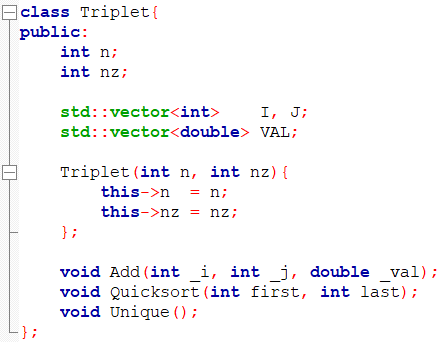 class Triplet{
public:
    int n;
    int nz;

    std::vector<int>    I, J;
    std::vector<double> VAL;

    Triplet(int n, int nz){
        this->n  = n;
        this->nz = nz;
    };

    void Add(int _i, int _j, double _val);
    void Quicksort(int first, int last);
    void Unique();
};